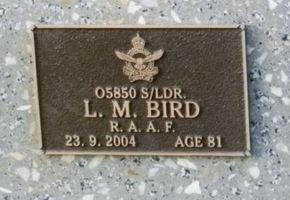 O5850 S/LDR.
L. M. BIRD
R. A. A. F.
23. 9. 2004 AGE 81